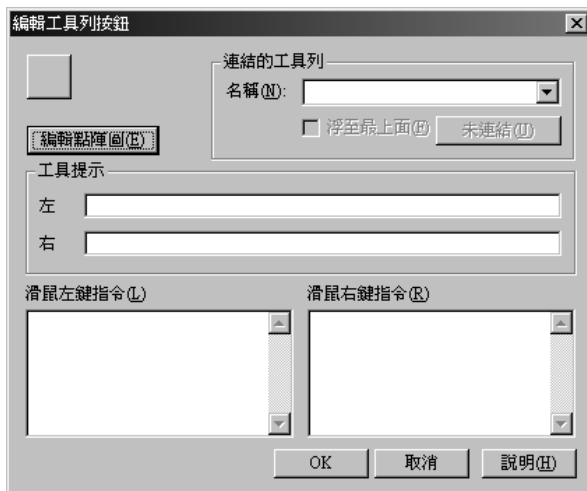 編輯工具列按鈕
連結的工具列
名稱(N):
浮至最上面(F)
未連結(U)
編輯點陣圖(E)
工具提示
左
右
滑鼠左鍵指令(L)
滑鼠右鍵指令(R)
OK
取消
說明(H)